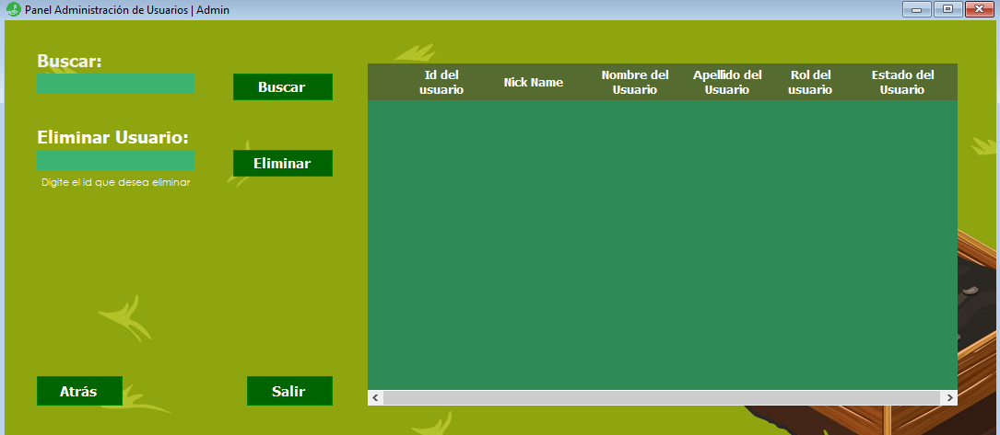 Panel Administración de Usuarios | Admin
Buscar:
Buscar
Eliminar Usuario:
Eliminar
Digite el id que desea eliminar
Atrás
Salir
Id del
usuario
Nick Name
Nombre del
Usuario
Apellido del
Usuario
Rol del
usuario
Estado del
Usuario